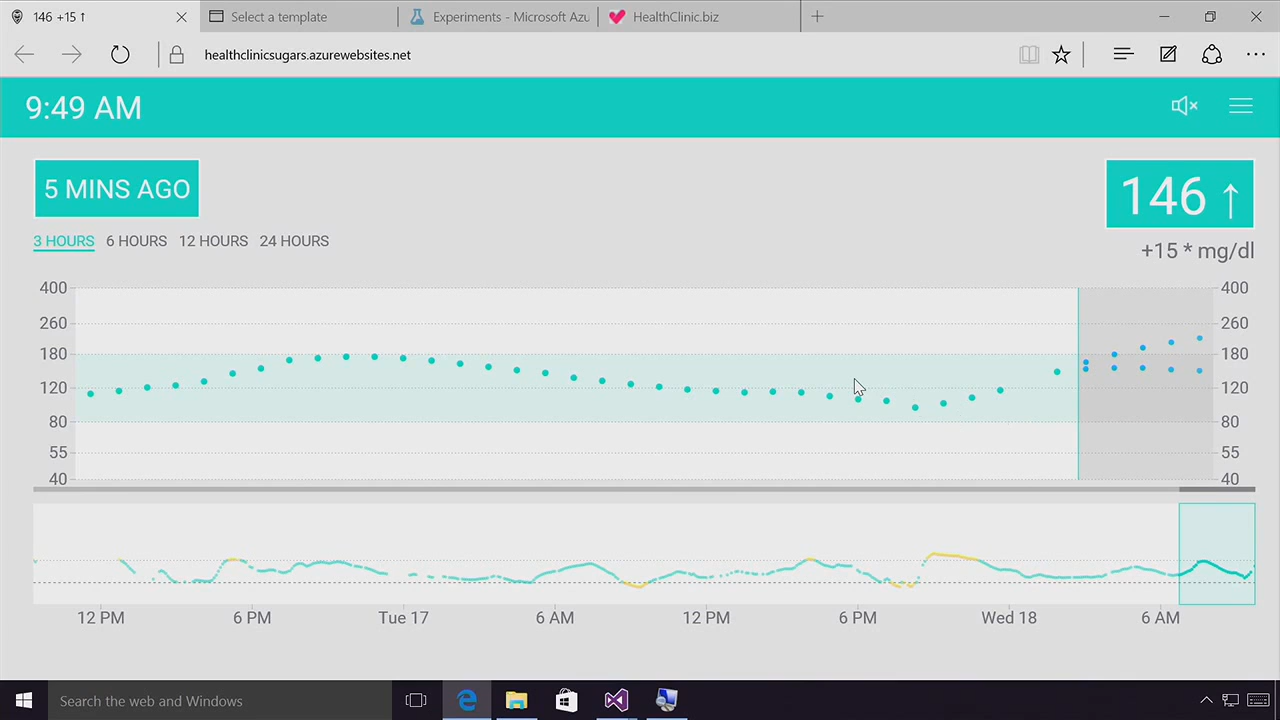 146 +15 ↑
Select a template
Experiments - Microsoft Azu
HealthClinic.biz
healthclinicsugars.azurewebsites.net
9:49 AM
5 MINS AGO
146 ↑
3 HOURS 6 HOURS 12 HOURS 24 HOURS
+15 * mg/dl
400 400
260 260
180 180
120 120
80 80
55 55
40 40
12 PM 6 PM Tue 17 6 AM 12 PM 6 PM Wed 18 6 AM
Search the web and Windows